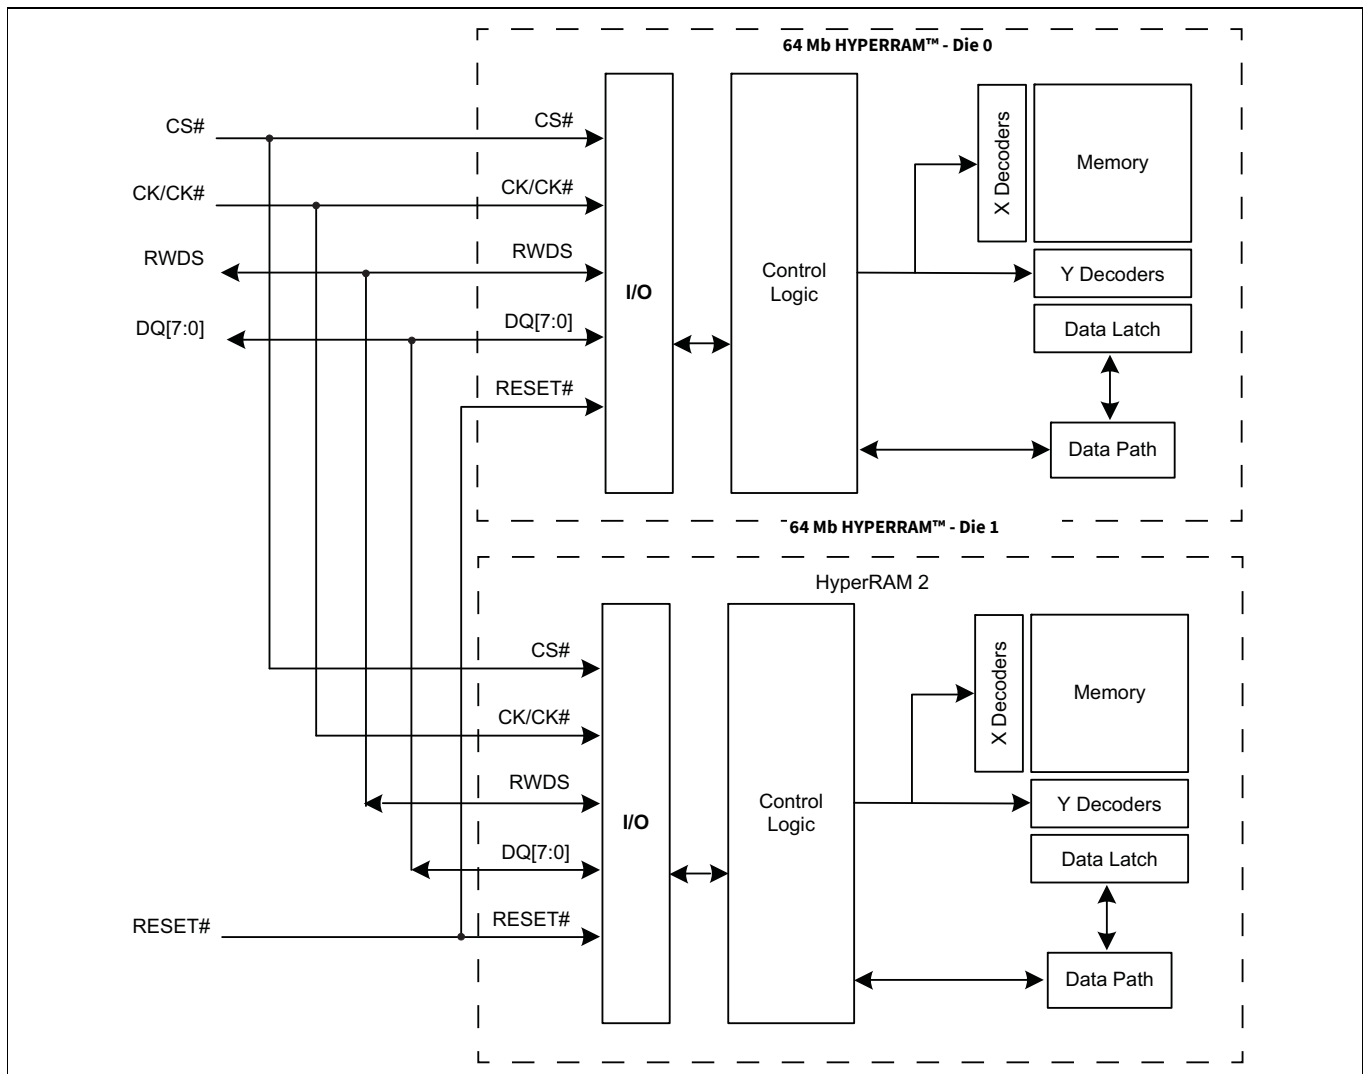 64 Mb HYPERRAM™ - Die 0
CS#
CS#
CK/CK#
CK/CK#
RWDS
RWDS
DQ[7:0]
DQ[7:0]
RESET#
I/O
Control
Logic
X Decoders
Memory
Y Decoders
Data Latch
Data Path
64 Mb HYPERRAM™ - Die 1
HyperRAM 2
CS#
CK/CK#
RWDS
DQ[7:0]
RESET#
RESET#
I/O
Control
Logic
X Decoders
Memory
Y Decoders
Data Latch
Data Path